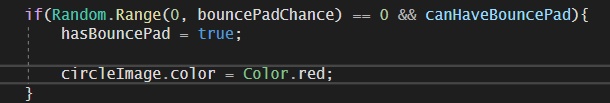 if(Random.Range(0, bouncePadChance) == 0 && canHaveBouncePad){
hasBouncePad = true;
circleImage.color = Color.red;
}